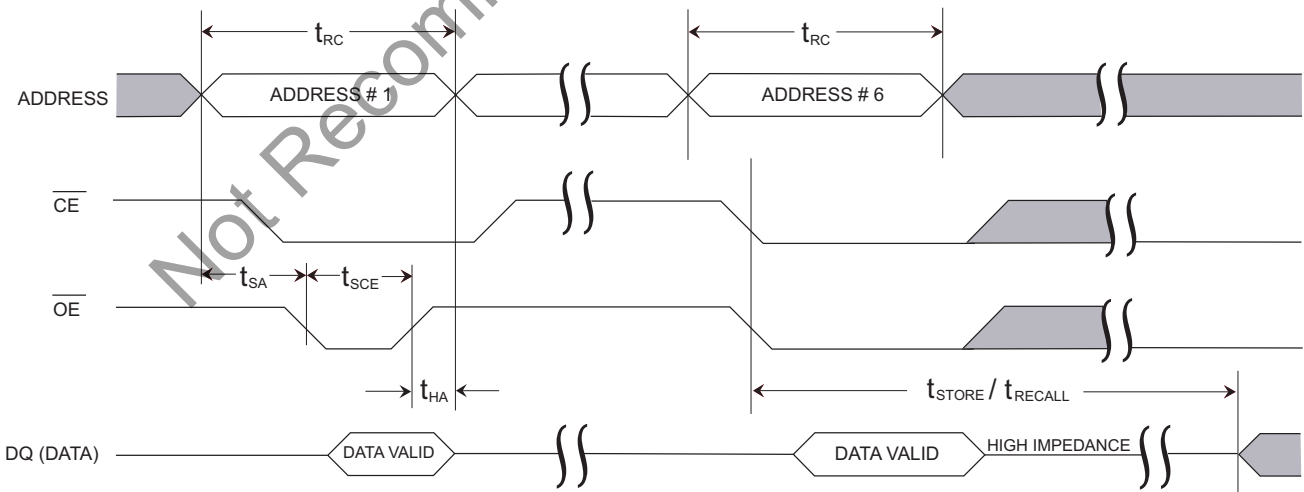 tRC tRC
ADDRESS ADDRESS # 1 ADDRESS # 6
CE
tSA tSCE
OE
tHA tSTORE / tRECALL
DQ (DATA) DATA VALID DATA VALID HIGH IMPEDANCE
Not Recom